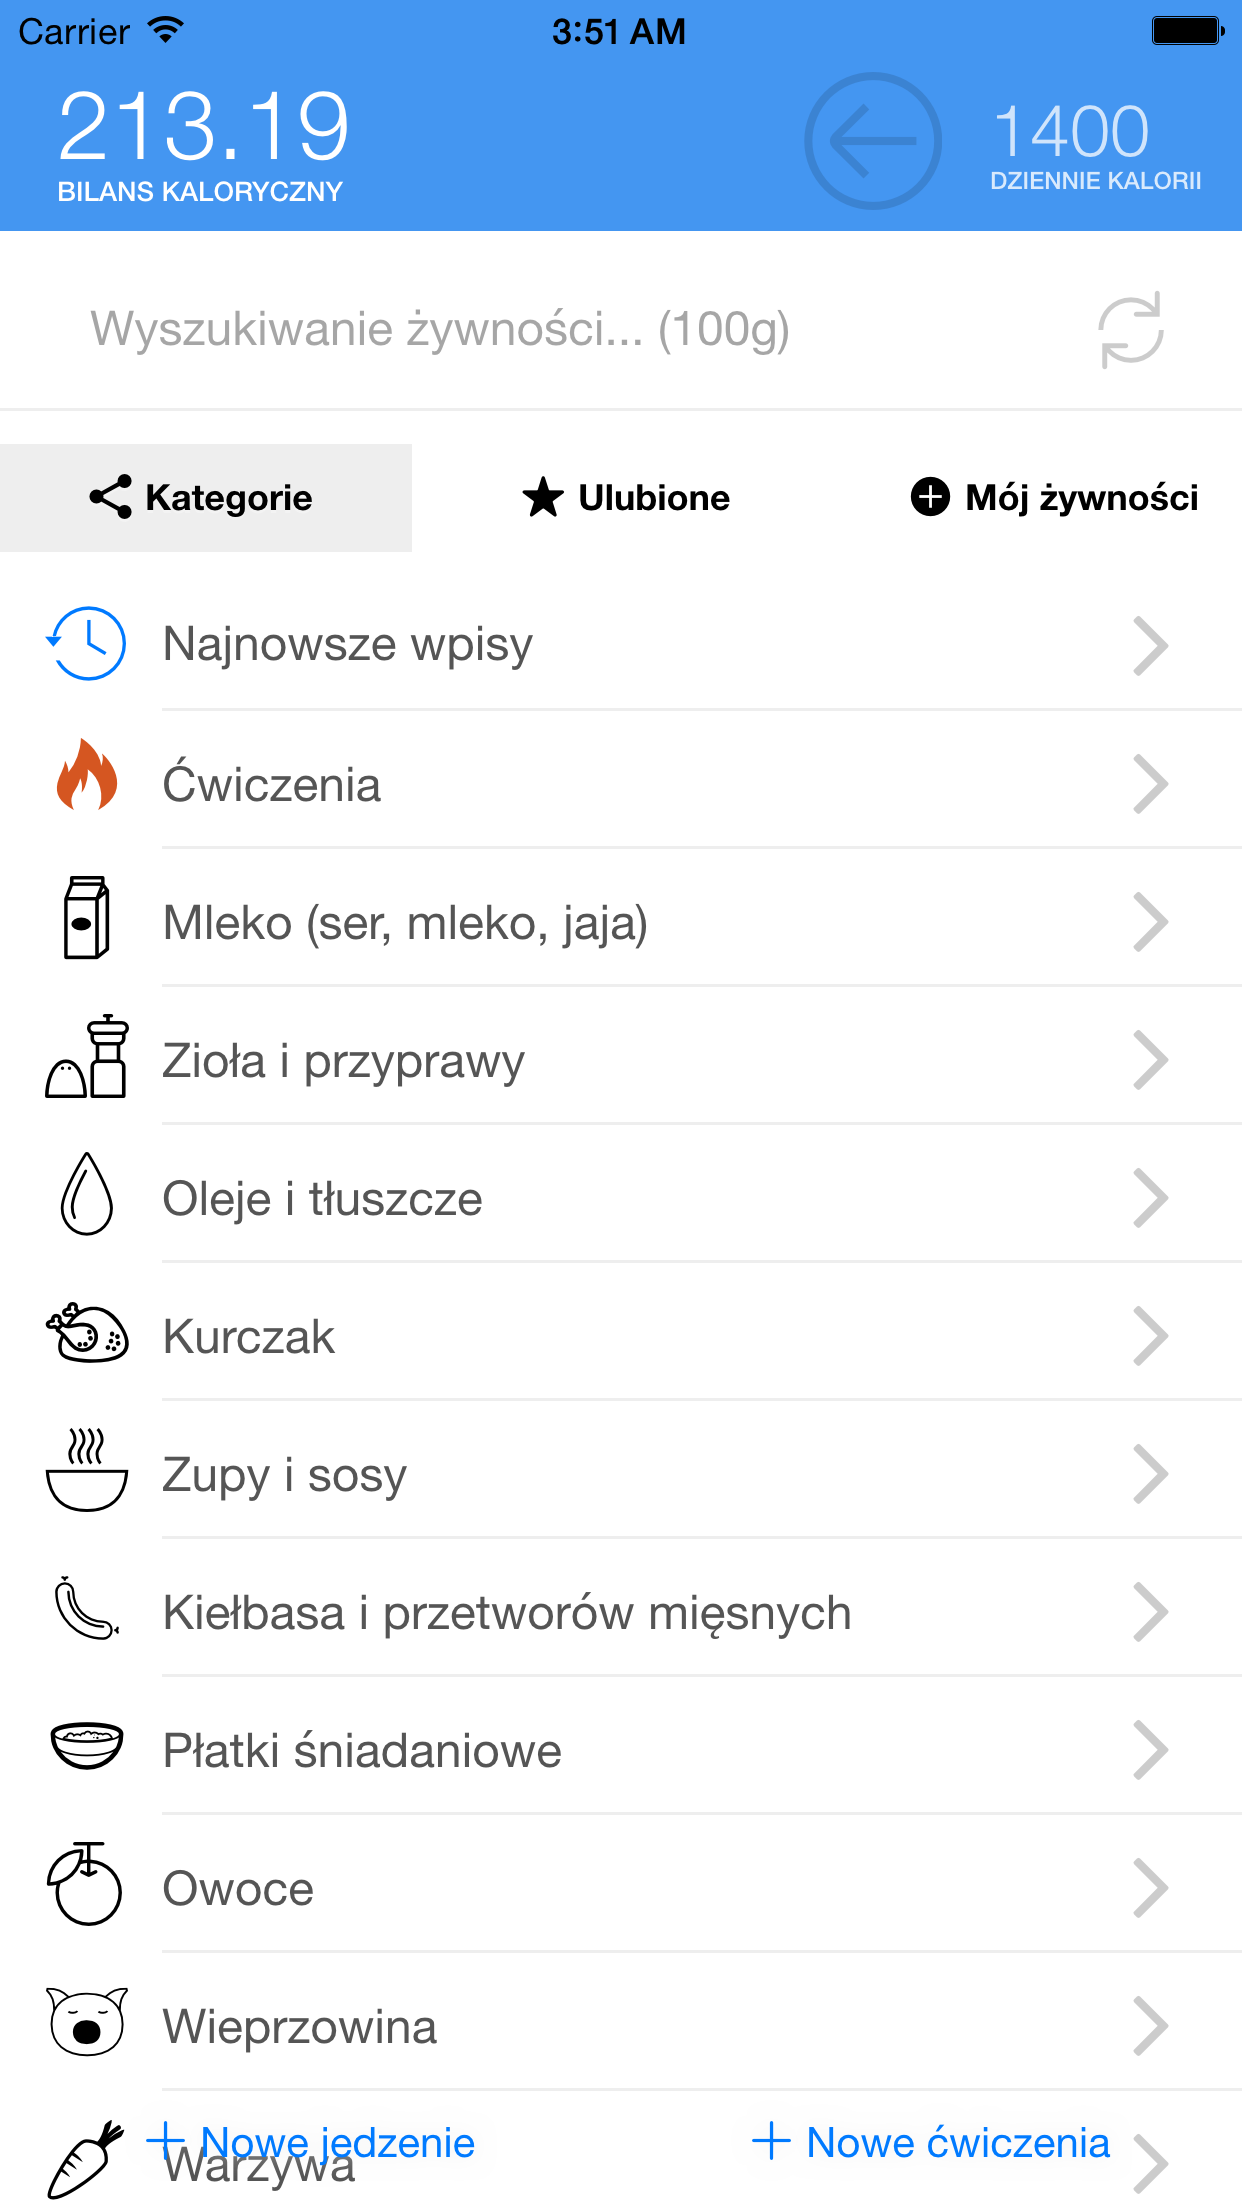 Carrier 3:51 AM
213.19
BILANS KALORYCZNY
1400
DZIENNIE KALORII
Wyszukiwanie żywności... (100g)
Kategorie Ulubione Mój żywności
Najnowsze wpisy
Ćwiczenia
Mleko (ser, mleko, jaja)
Zioła i przyprawy
Oleje i tłuszcze
Kurczak
Zupy i sosy
Kiełbasa i przetworów mięsnych
Płatki śniadaniowe
Owoce
Wieprzowina
Nowe jedzenie Nowe ćwiczenia
Warzywa